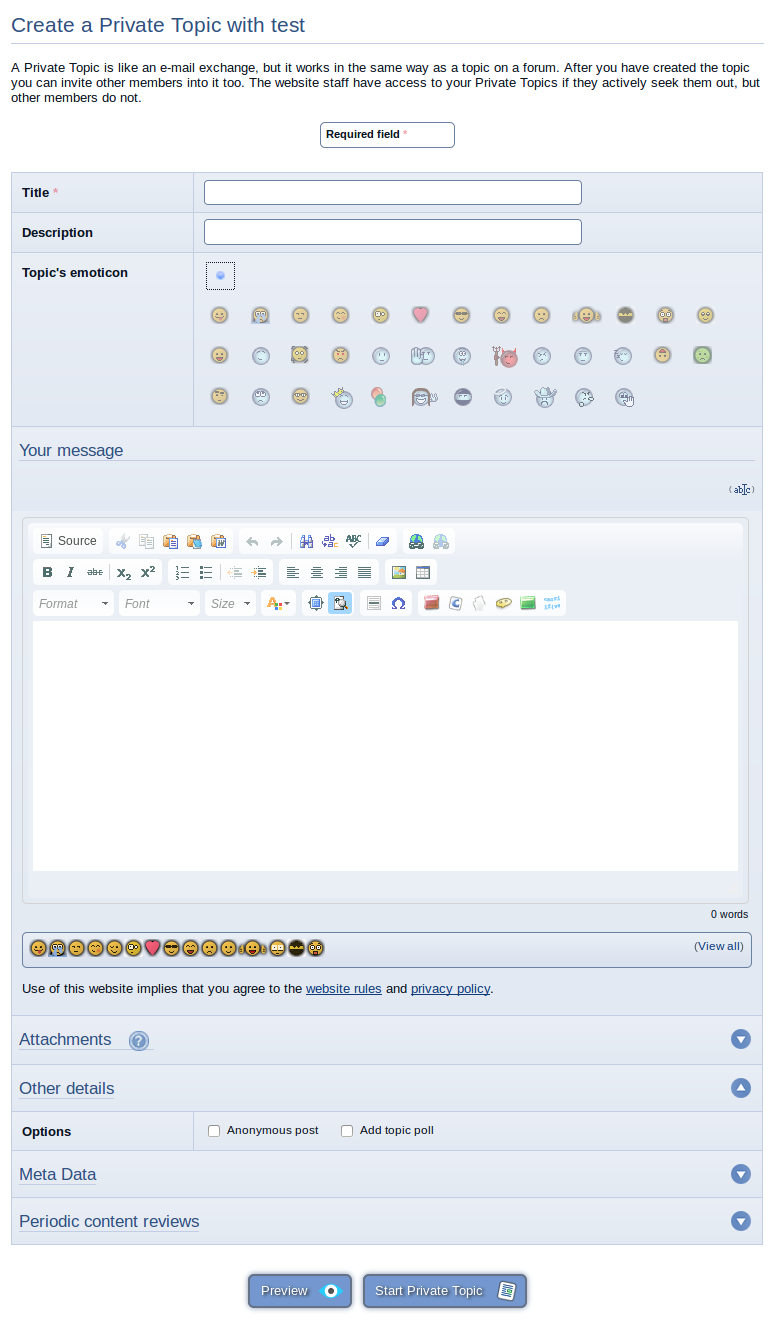 Create a Private Topic with test
A Private Topic is like an e-mail exchange, but it works in the same way as a topic on a forum. After you have created the topic
you can invite other members into it too. The website staff have access to your Private Topics if they actively seek them out, but
other members do not.
Required field *
Title *
Description
Topic's emoticon
Your message
(abc)
Source
ABC
B I abc x2 x2
Format Font Size A
0 words
(View all)
Use of this website implies that you agree to the website rules and privacy policy.
Attachments ?
Other details
Options Anonymous post Add topic poll
Meta Data
Periodic content reviews
Preview Start Private Topic